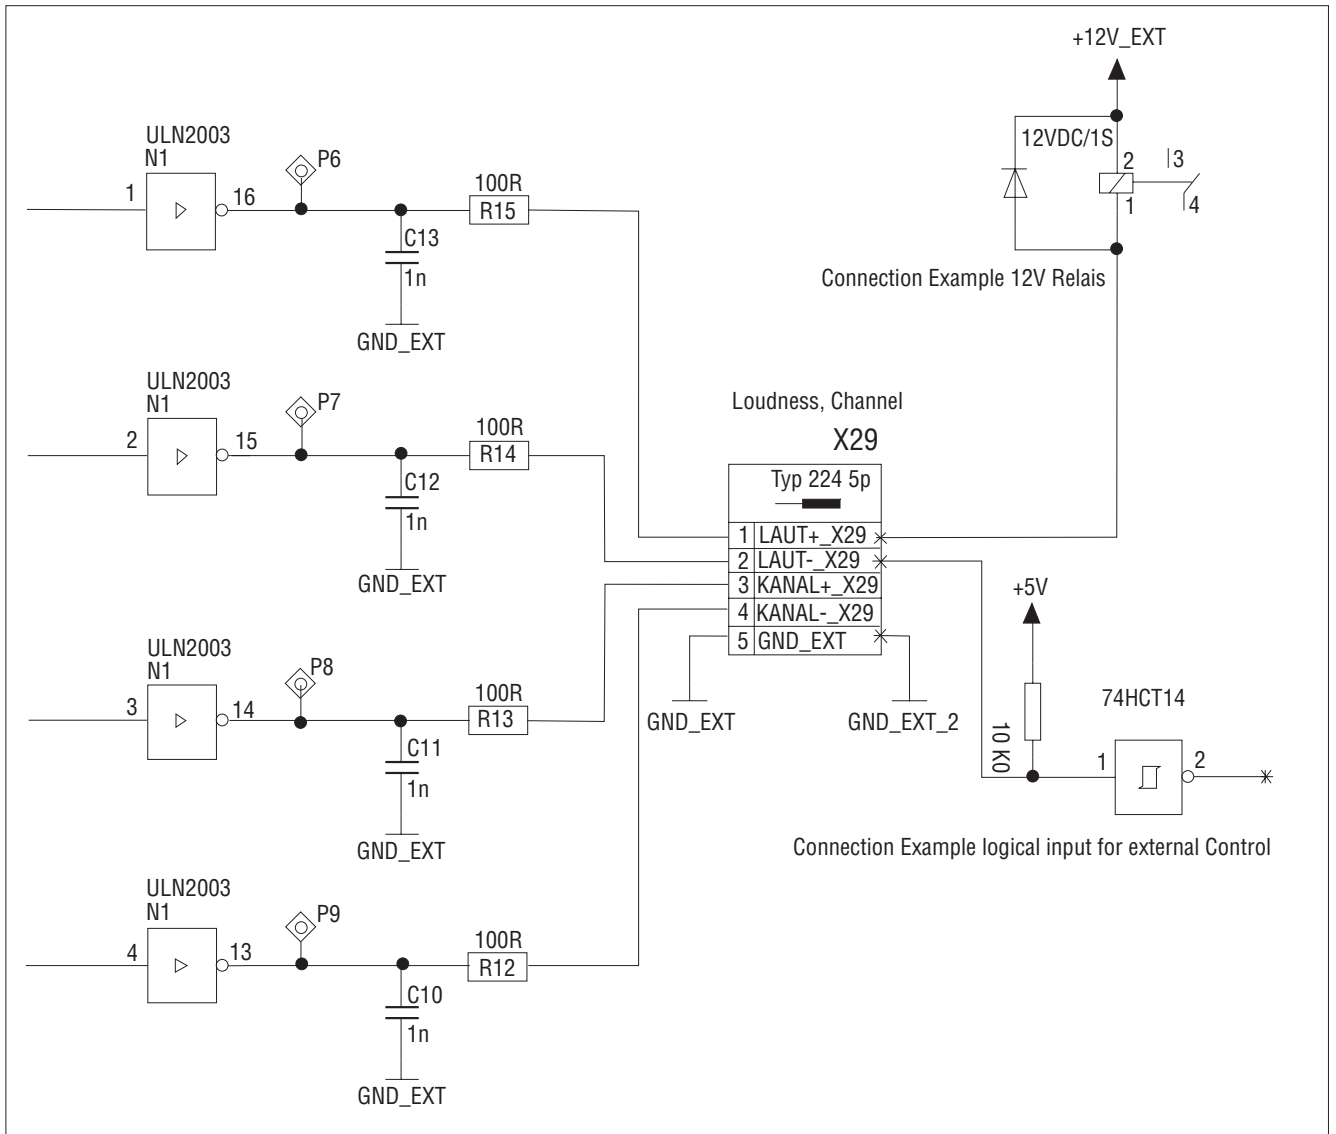 +12V_EXT
12VDC/1S
2
3
1
4
Connection Example 12V Relais
ULN2003
N1
1
16
P6
100R
R15
C13
1n
GND_EXT
ULN2003
N1
2
15
P7
100R
R14
C12
1n
GND_EXT
Loudness, Channel
X29
Typ 224 5p
1 LAUT+_X29
2 LAUT-_X29
3 KANAL+_X29
4 KANAL-_X29
5 GND_EXT
GND_EXT
GND_EXT_2
+5V
10 K0
74HCT14
1
2
Connection Example logical input for external Control
ULN2003
N1
3
14
P8
100R
R13
C11
1n
GND_EXT
ULN2003
N1
4
13
P9
100R
R12
C10
1n
GND_EXT